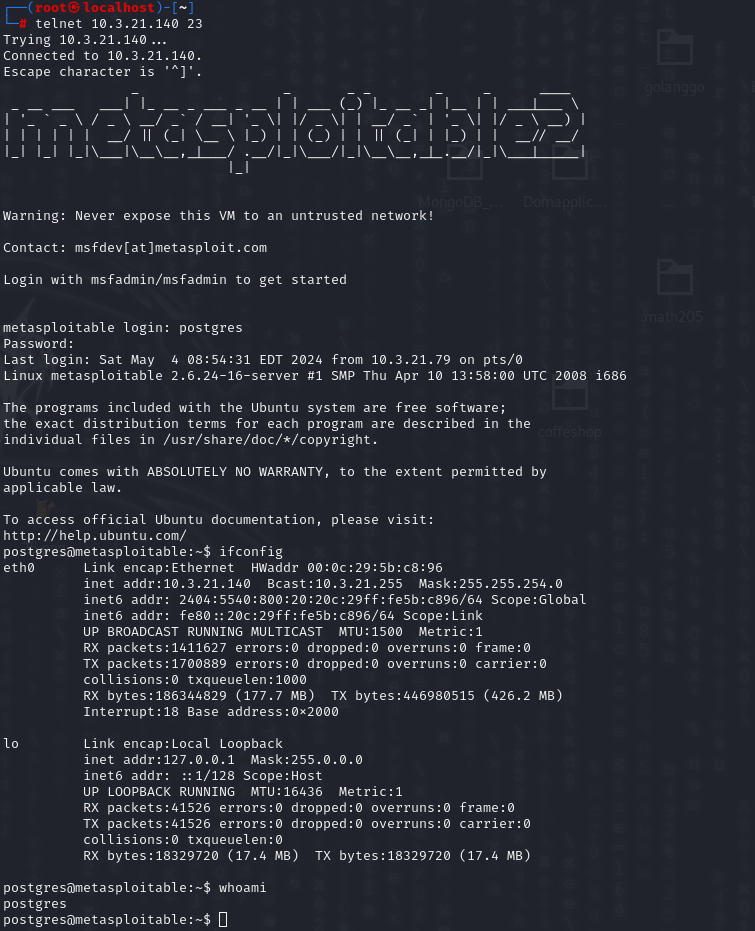 ┌──(root㉿localhost)-[~]
└─# telnet 10.3.21.140 23
Trying 10.3.21.140...
Connected to 10.3.21.140.
Escape character is '^]'.
metasploitable2
golanggo
MongoDB_...
Domapplic...
Warning: Never expose this VM to an untrusted network!
Contact: msfdev[at]metasploit.com
Login with msfadmin/msfadmin to get started
math205
metasploitable login: postgres
Password:
Last login: Sat May  4 08:54:31 EDT 2024 from 10.3.21.79 on pts/0
Linux metasploitable 2.6.24-16-server #1 SMP Thu Apr 10 13:58:00 UTC 2008 i686
The programs included with the Ubuntu system are free software;
the exact distribution terms for each program are described in the
individual files in /usr/share/doc/*/copyright.
coffeshop
Ubuntu comes with ABSOLUTELY NO WARRANTY, to the extent permitted by
applicable law.
To access official Ubuntu documentation, please visit:
http://help.ubuntu.com/
postgres@metasploitable:~$ ifconfig
eth0      Link encap:Ethernet  HWaddr 00:0c:29:5b:c8:96
          inet addr:10.3.21.140  Bcast:10.3.21.255  Mask:255.255.254.0
          inet6 addr: 2404:5540:800:20:20c:29ff:fe5b:c896/64 Scope:Global
          inet6 addr: fe80::20c:29ff:fe5b:c896/64 Scope:Link
          UP BROADCAST RUNNING MULTICAST  MTU:1500  Metric:1
          RX packets:1411627 errors:0 dropped:0 overruns:0 frame:0
          TX packets:1700889 errors:0 dropped:0 overruns:0 carrier:0
          collisions:0 txqueuelen:1000
          RX bytes:186344829 (177.7 MB)  TX bytes:446980515 (426.2 MB)
          Interrupt:18 Base address:0×2000
lo        Link encap:Local Loopback
          inet addr:127.0.0.1  Mask:255.0.0.0
          inet6 addr: ::1/128 Scope:Host
          UP LOOPBACK RUNNING  MTU:16436  Metric:1
          RX packets:41526 errors:0 dropped:0 overruns:0 frame:0
          TX packets:41526 errors:0 dropped:0 overruns:0 carrier:0
          collisions:0 txqueuelen:0
          RX bytes:18329720 (17.4 MB)  TX bytes:18329720 (17.4 MB)
postgres@metasploitable:~$ whoami
postgres
postgres@metasploitable:~$